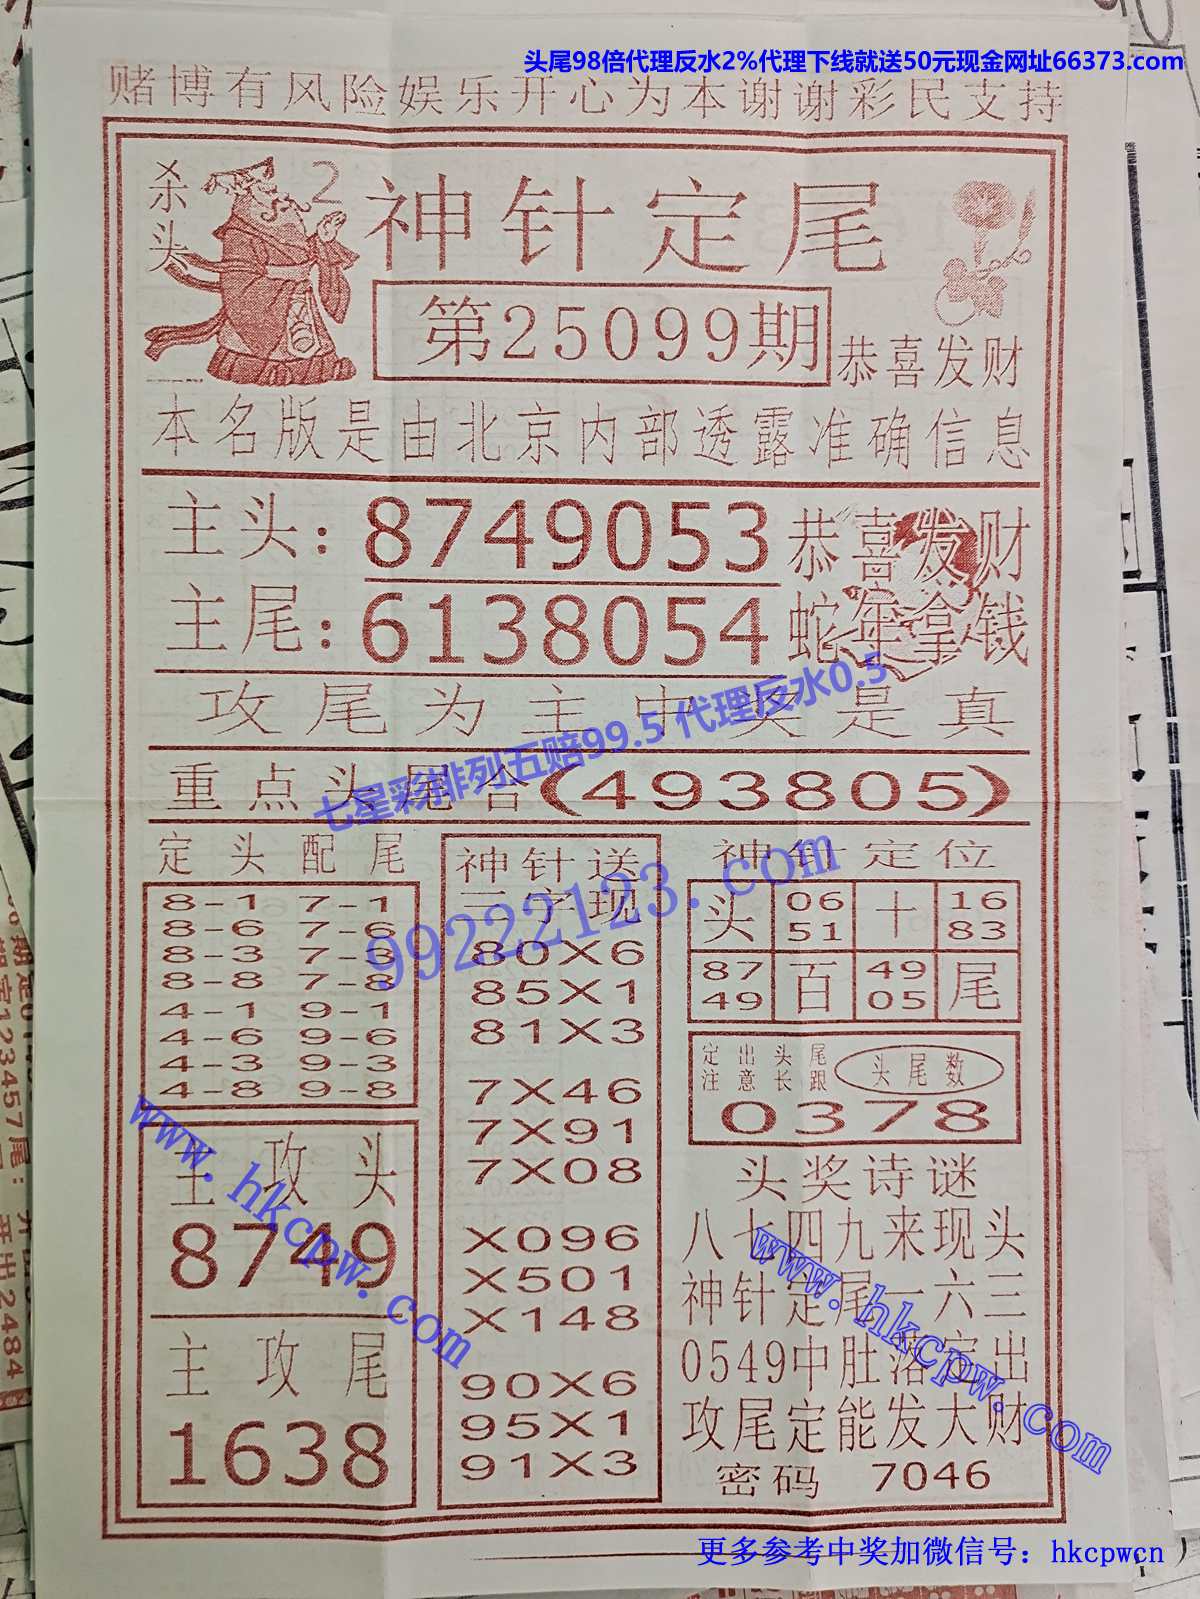 头尾98倍代理反水2%代理下线就送50元现金网址66373.com
赌博有风险娱乐开心为本谢谢彩民支持
杀头 2
神针定尾
第25099期
恭喜发财
本名版是由北京内部透露准确信息
主头：8749053 恭喜发财
主尾：6138054 蛇年拿钱
攻尾为主中奖是真
七星彩排列五赔99.5 代理反水0.5
重点头尾合(493805)
99222123.com
定头配尾
8-1 7-1
8-6 7-6
8-3 7-3
8-8 7-8
4-1 9-1
4-6 9-6
4-3 9-3
4-8 9-8
主攻头
8749
主攻尾
1638
www.hkcpw.com
神针送
二字现
80X6
85X1
81X3
7X46
7X91
7X08
X096
X501
X148
90X6
95X1
91X3
神针定位
头 06 十 16
51 83
87 百 49 尾
49 05
定出头尾
注意长跟
头尾数
0378
头奖诗谜
八七四九来现头
神针定尾一六三
0549中肚落定出
攻尾定能发大财
密码 7046
www.hkcpw.com
更多参考中奖加微信号：hkcpwcn